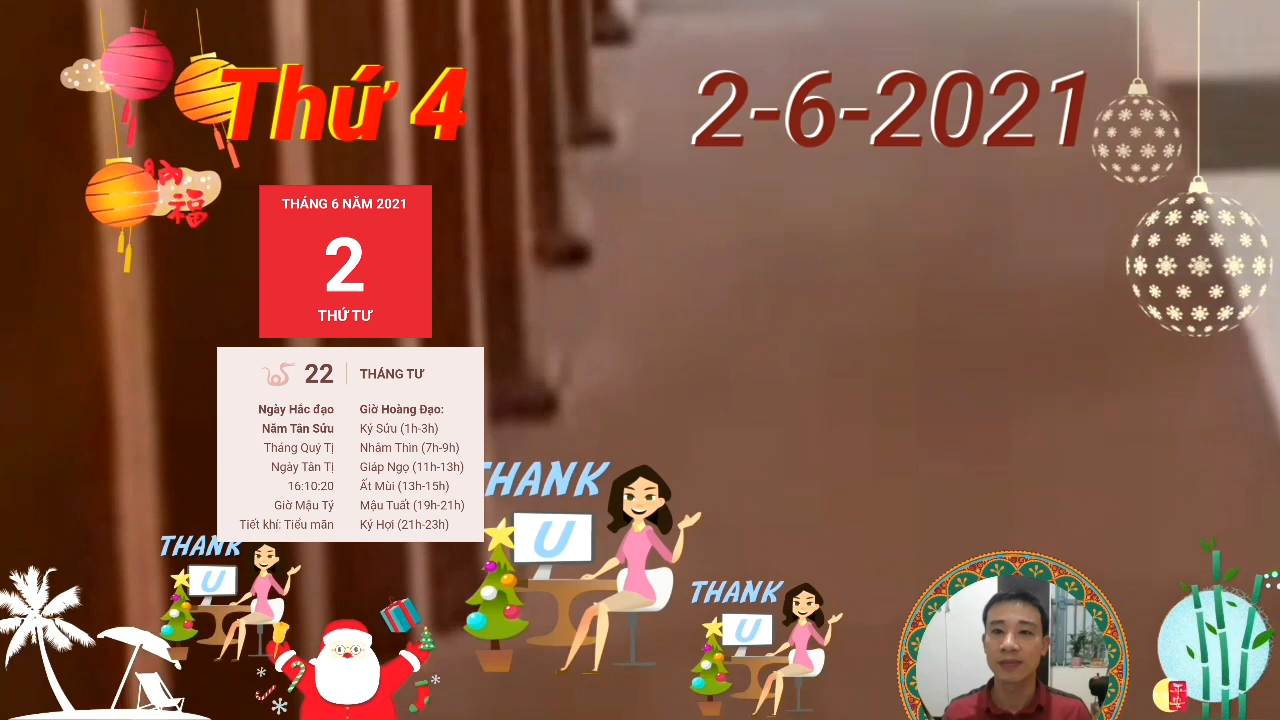 Thứ 4
2-6-2021
納
福
THÁNG 6 NĂM 2021
2
THỨ TƯ
22
THÁNG TƯ
Ngày Hắc đạo
Năm Tân Sửu
Tháng Quý Tị
Ngày Tân Tị
16:10:20
Giờ Mậu Tý
Tiết khí: Tiểu mãn
Giờ Hoàng Đạo:
Kỷ Sửu (1h-3h)
Nhâm Thìn (7h-9h)
Giáp Ngọ (11h-13h)
Ất Mùi (13h-15h)
Mậu Tuất (19h-21h)
Kỷ Hợi (21h-23h)
THANK
U
THANK
U
THANK
U